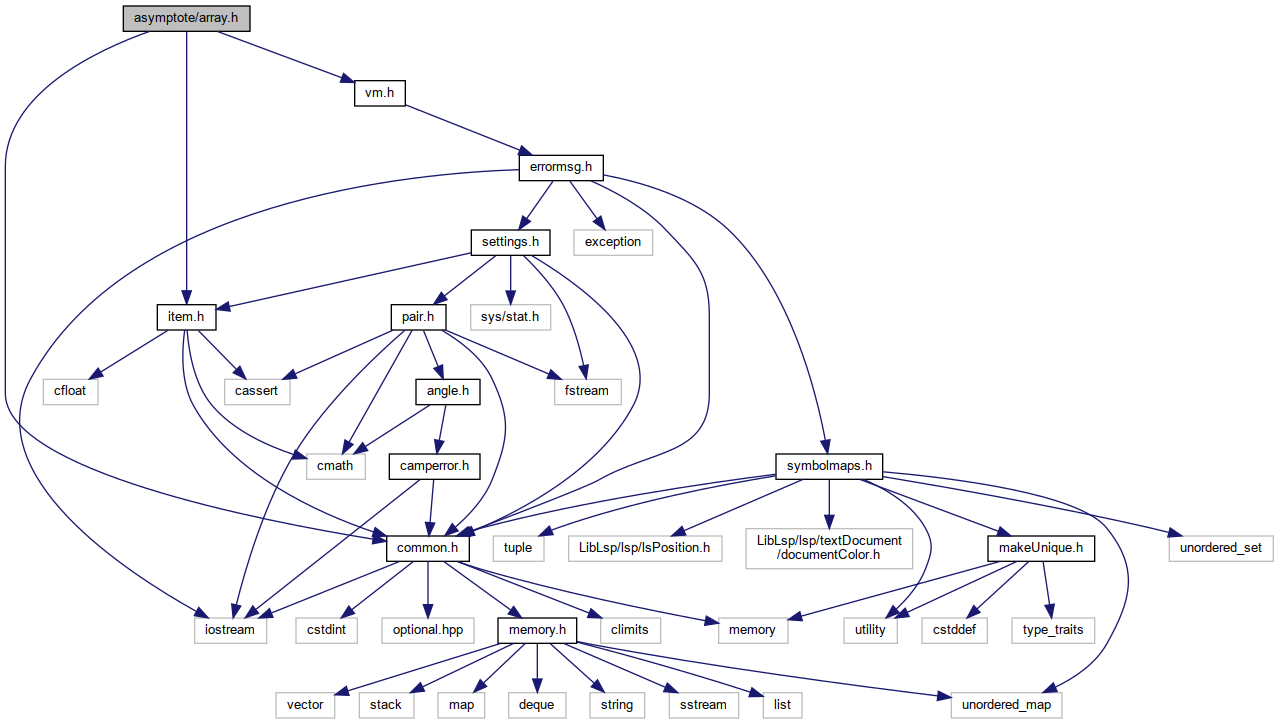 asymptote/array.h
vm.h
errormsg.h
settings.h
exception
item.h
pair.h
sys/stat.h
cfloat
cassert
angle.h
fstream
cmath
camperror.h
symbolmaps.h
common.h
tuple
LibLsp/lsp/lsPosition.h
LibLsp/lsp/textDocument
/documentColor.h
makeUnique.h
unordered_set
iostream
cstdint
optional.hpp
memory.h
climits
memory
utility
cstddef
type_traits
vector
stack
map
deque
string
sstream
list
unordered_map